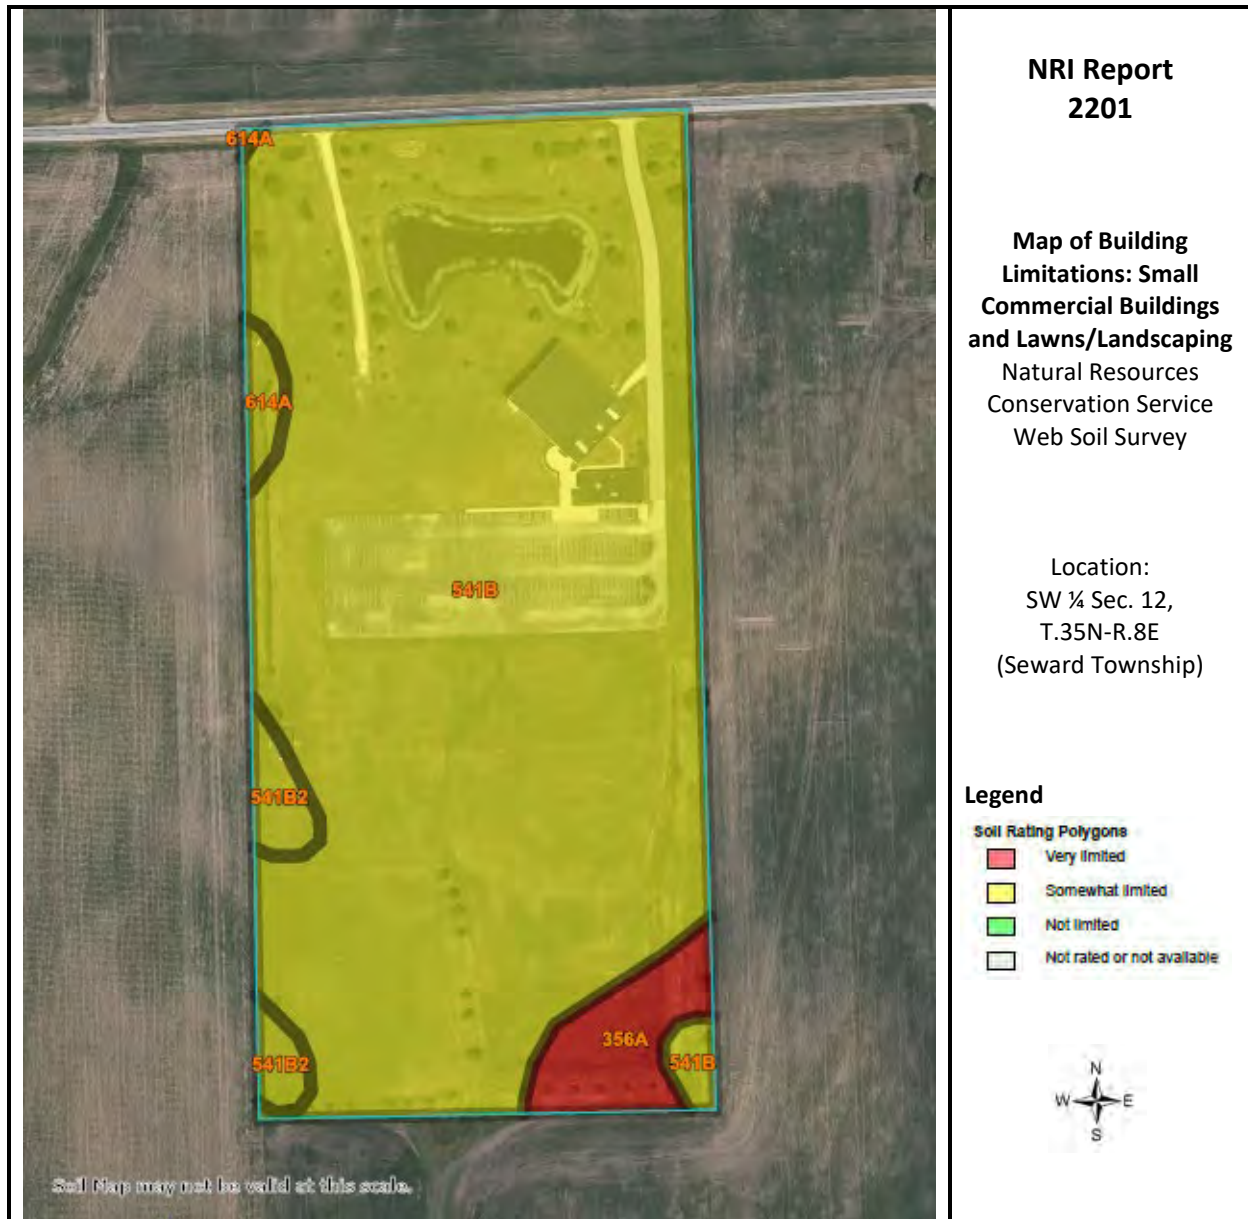 NRI Report
2201
Map of Building
Limitations: Small
Commercial Buildings
and Lawns/Landscaping
Natural Resources
Conservation Service
Web Soil Survey
Location:
SW ¼ Sec. 12,
T.35N-R.8E
(Seward Township)
Legend
Soil Rating Polygons
Very limited
Somewhat limited
Not limited
Not rated or not available
N
W E
S
614A
614A
541B
541B2
356A
541B2
541B
Soil Map may not be valid at this scale.